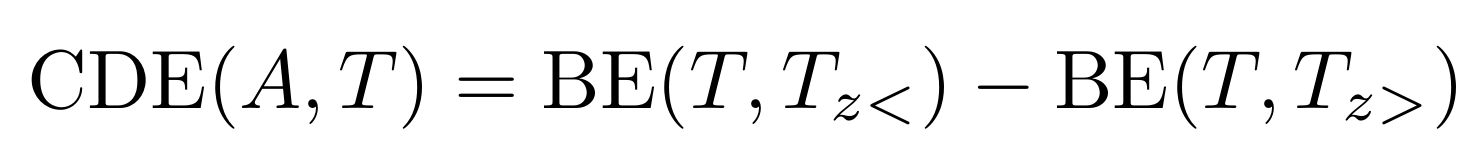 CDE(A, T) = BE(T, T_{z<}) − BE(T, T_{z>})